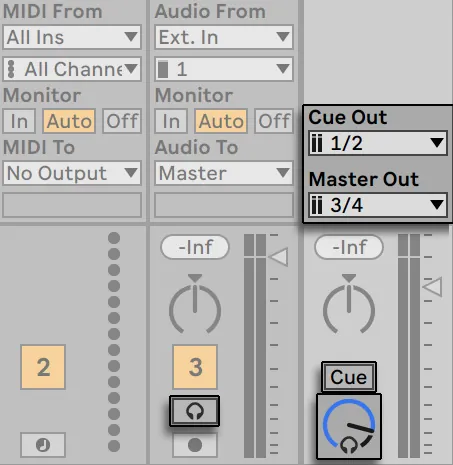 MIDI From
All Ins
All Channe
Monitor
In Auto Off
MIDI To
No Output
2
Audio From
Ext. In
1
Monitor
In Auto Off
Audio To
Master
-Inf
3
Cue Out
1/2
Master Out
3/4
-Inf
Cue